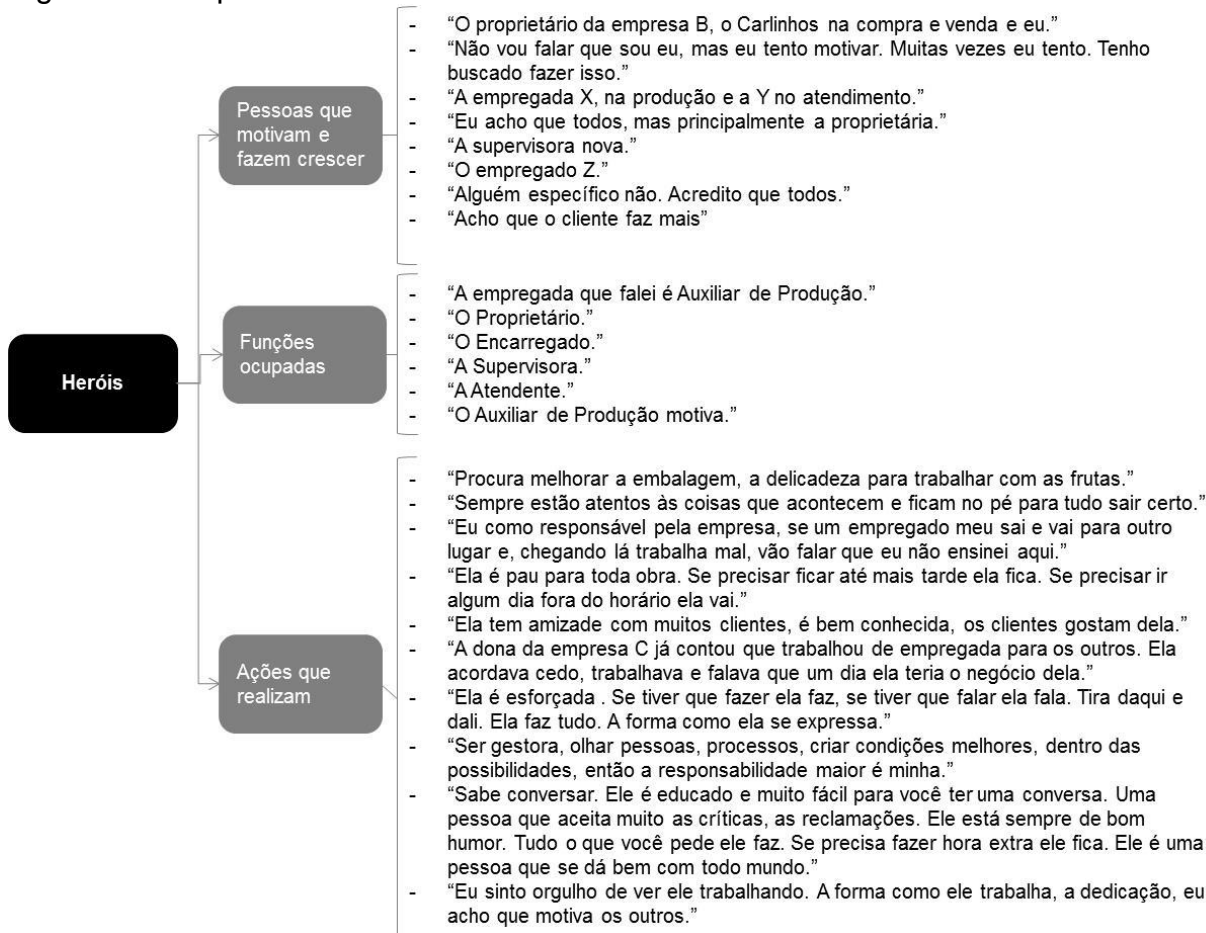 - “O proprietário da empresa B, o Carlinhos na compra e venda e eu.”
- “Não vou falar que sou eu, mas eu tento motivar. Muitas vezes eu tento. Tenho
buscado fazer isso.”
Pessoas que
motivam e
fazem crescer
- “A empregada X, na produção e a Y no atendimento.”
- “Eu acho que todos, mas principalmente a proprietária.”
- “A supervisora nova.”
- “O empregado Z.”
- “Alguém específico não. Acredito que todos.”
- “Acho que o cliente faz mais”
Heróis
Funções
ocupadas
- “A empregada que falei é Auxiliar de Produção.”
- “O Proprietário.”
- “O Encarregado.”
- “A Supervisora.”
- “A Atendente.”
- “O Auxiliar de Produção motiva.”
Ações que
realizam
- “Procura melhorar a embalagem, a delicadeza para trabalhar com as frutas.”
- “Sempre estão atentos às coisas que acontecem e ficam no pé para tudo sair certo.”
- “Eu como responsável pela empresa, se um empregado meu sai e vai para outro
lugar e, chegando lá trabalha mal, vão falar que eu não ensinei aqui.”
- “Ela é pau para toda obra. Se precisar ficar até mais tarde ela fica. Se precisar ir
algum dia fora do horário ela vai.”
- “Ela tem amizade com muitos clientes, é bem conhecida, os clientes gostam dela.”
- “A dona da empresa C já contou que trabalhou de empregada para os outros. Ela
acordava cedo, trabalhava e falava que um dia ela teria o negócio dela.”
- “Ela é esforçada . Se tiver que fazer ela faz, se tiver que falar ela fala. Tira daqui e
dali. Ela faz tudo. A forma como ela se expressa.”
- “Ser gestora, olhar pessoas, processos, criar condições melhores, dentro das
possibilidades, então a responsabilidade maior é minha.”
- “Sabe conversar. Ele é educado e muito fácil para você ter uma conversa. Uma
pessoa que aceita muito as críticas, as reclamações. Ele está sempre de bom
humor. Tudo o que você pede ele faz. Se precisa fazer hora extra ele fica. Ele é uma
pessoa que se dá bem com todo mundo.”
- “Eu sinto orgulho de ver ele trabalhando. A forma como ele trabalha, a dedicação, eu
acho que motiva os outros.”